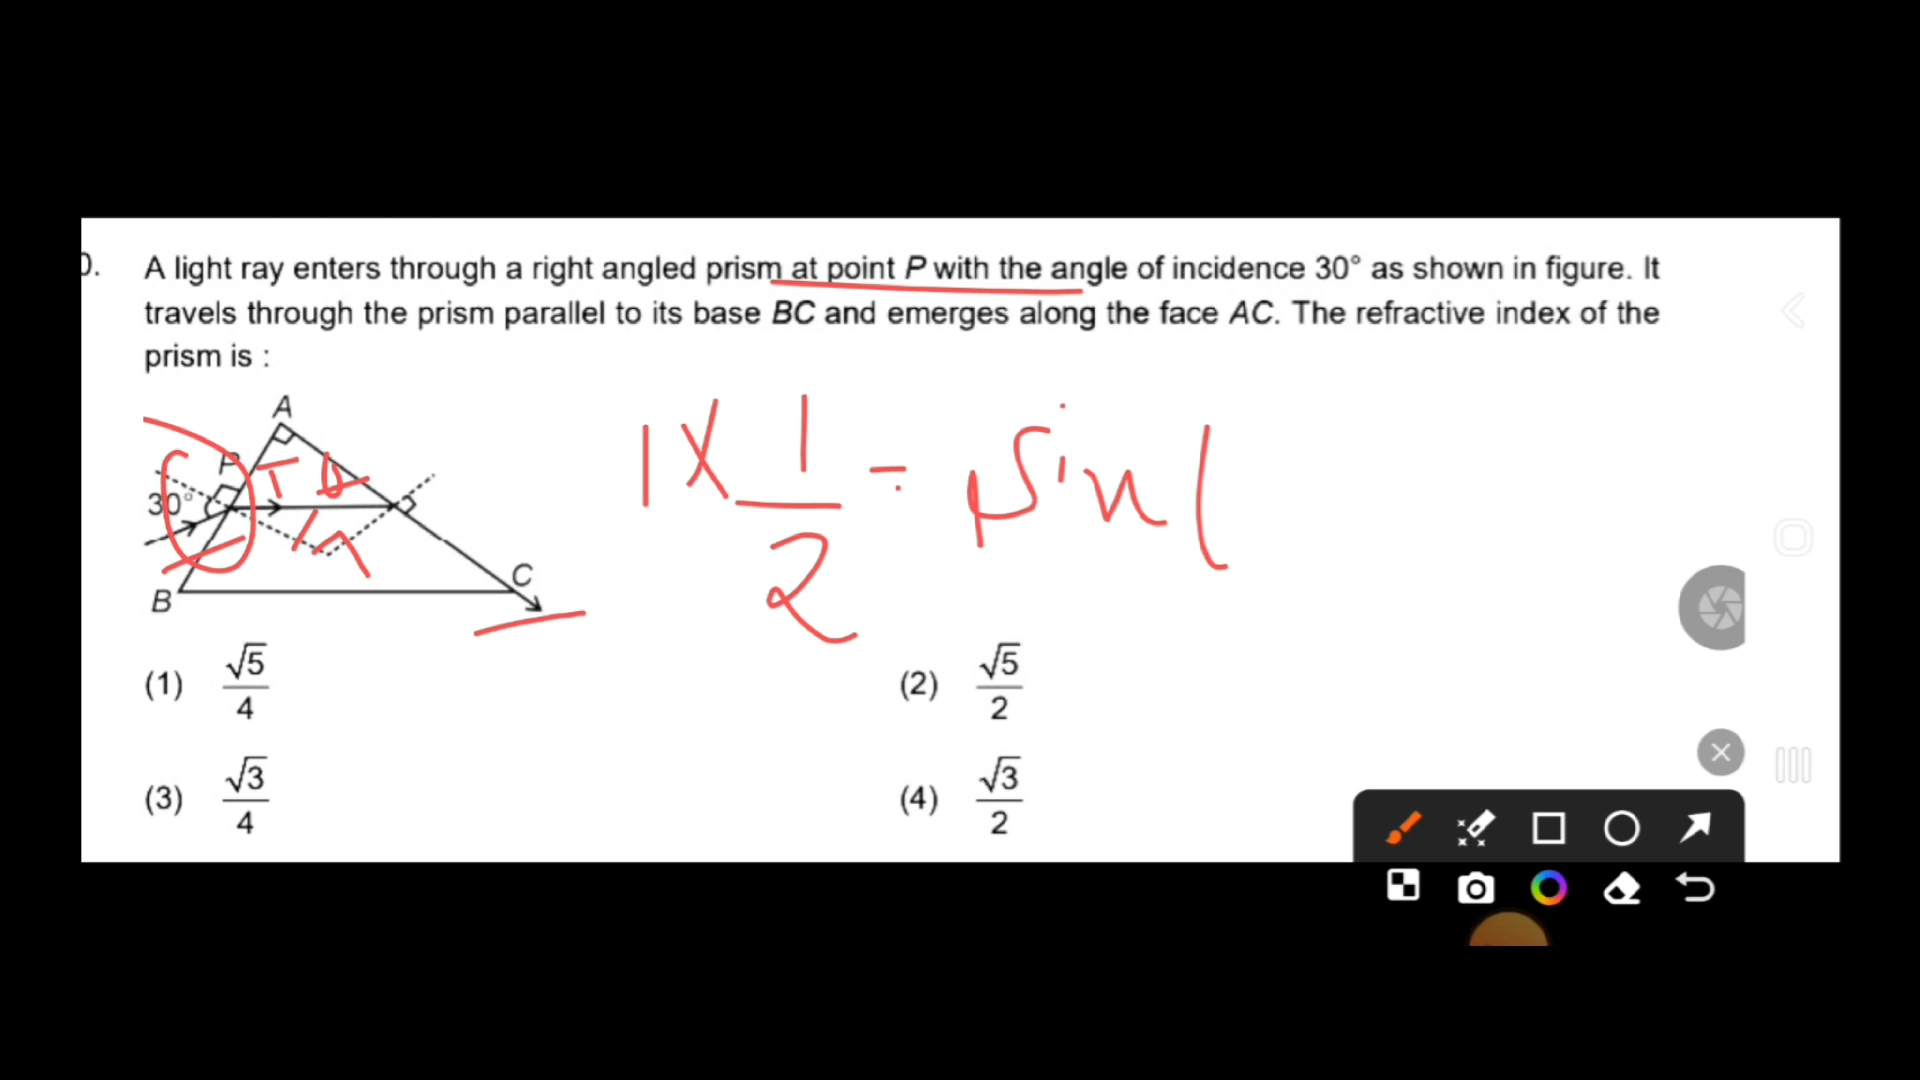 A light ray enters through a right angled prism at point P with the angle of incidence 30° as shown in figure. It
travels through the prism parallel to its base BC and emerges along the face AC. The refractive index of the
prism is :
A
P
30°
B
C
1 × 1/2 = μ sin (
(1) √5/4
(2) √5/2
(3) √3/4
(4) √3/2